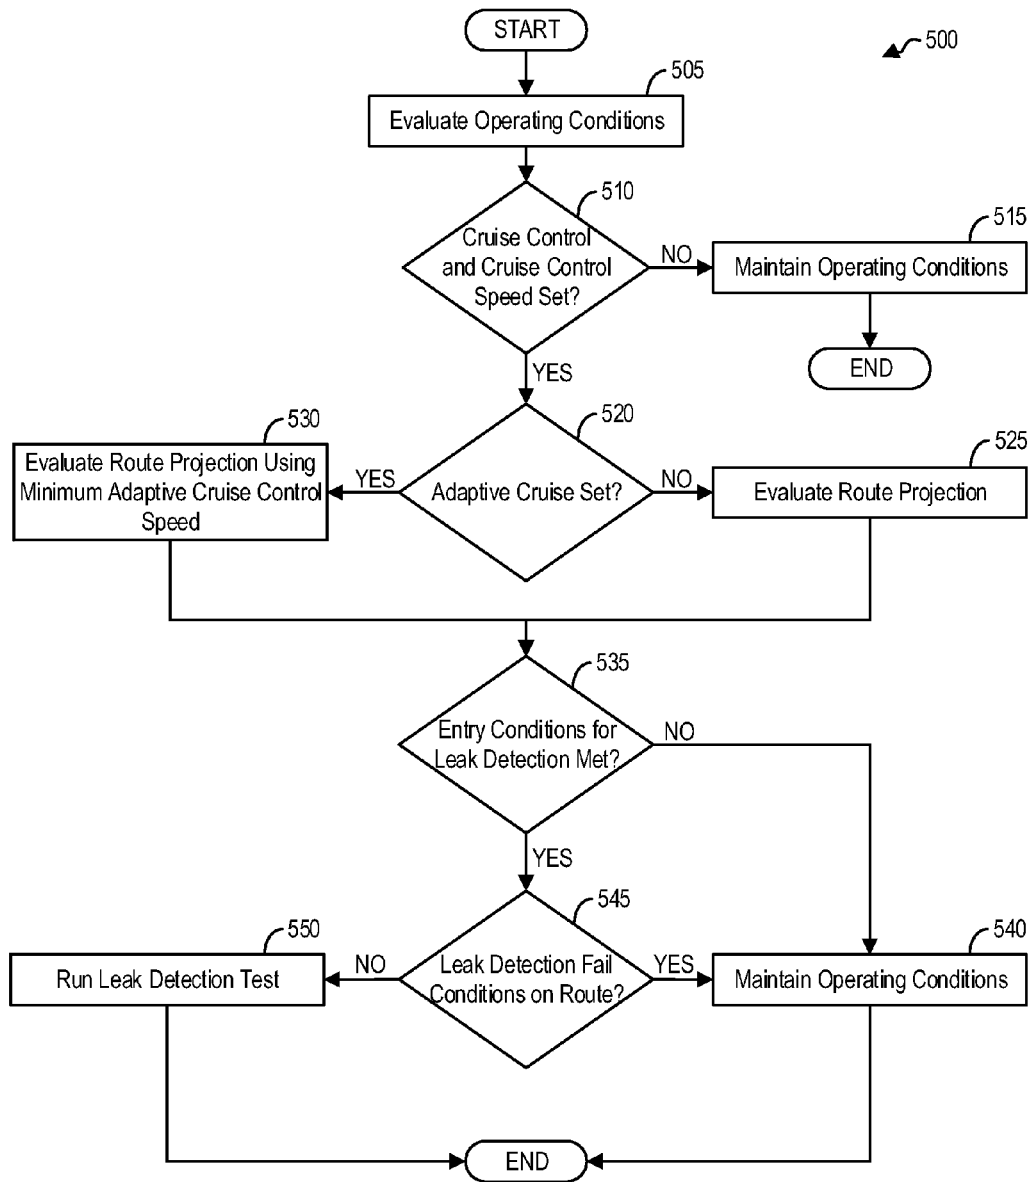 START
500
505
Evaluate Operating Conditions
510
Cruise Control
and Cruise Control
Speed Set?
NO
515
Maintain Operating Conditions
END
YES
520
Adaptive Cruise Set?
YES
530
Evaluate Route Projection Using
Minimum Adaptive Cruise Control
Speed
NO
525
Evaluate Route Projection
535
Entry Conditions for
Leak Detection Met?
NO
YES
545
Leak Detection Fail
Conditions on Route?
NO
550
Run Leak Detection Test
YES
540
Maintain Operating Conditions
END